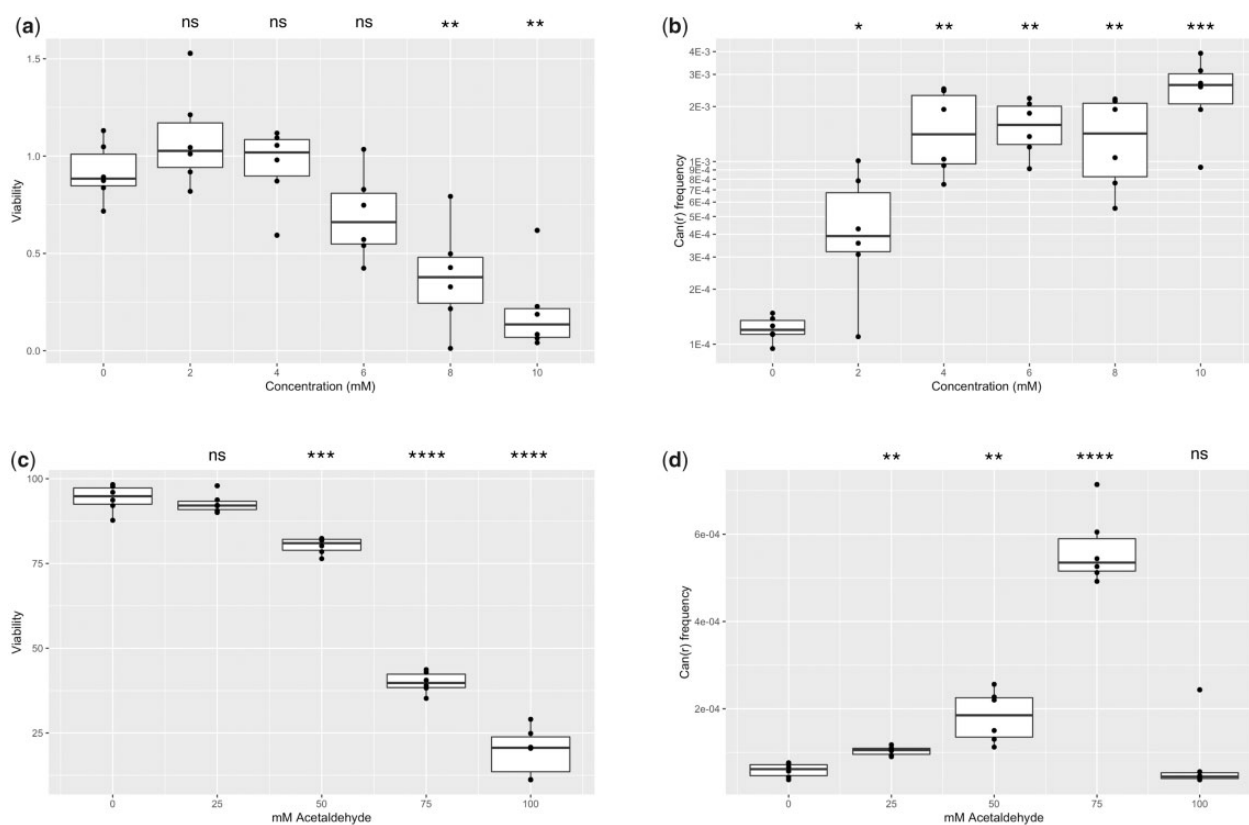 (a) ns ns ns ** **
1.5
1.0
0.5
0.0
Viability
0 2 4 6 8 10
Concentration (mM)
(b) * ** ** ** ***
4E-3
3E-3
2E-3
1E-3
9E-4
8E-4
7E-4
6E-4
5E-4
4E-4
3E-4
2E-4
1E-4
Can(r) frequency
0 2 4 6 8 10
Concentration (mM)
(c) ns *** **** ****
100
75
50
25
Viability
0 25 50 75 100
mM Acetaldehyde
(d) ** ** **** ns
6e-04
4e-04
2e-04
Can(r) frequency
0 25 50 75 100
mM Acetaldehyde